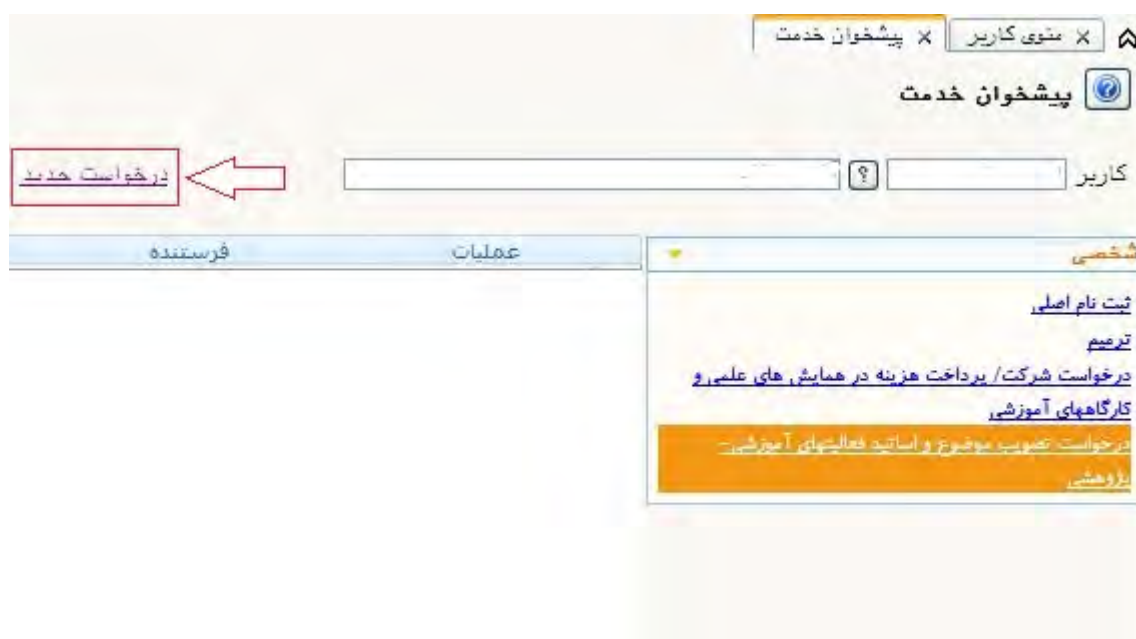 منوی کاربر
پیشخوان خدمت
پیشخوان خدمت
کاربر
؟
درخواست جدید
شخصی
عملیات
فرستنده
ثبت نام اصلی
ترمیم
درخواست شرکت/ پرداخت هزینه در همایش های علمی و
کارگاههای آموزشی
درخواست تصویب موضوع و اساتید فعالیتهای آموزشی-
پژوهشی